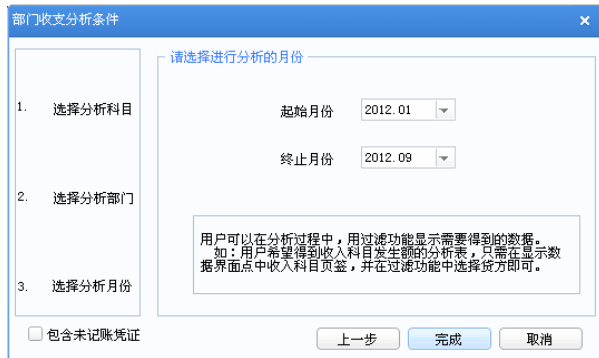 部门收支分析条件
请选择进行分析的月份
1. 选择分析科目
起始月份 2012.01
终止月份 2012.09
2. 选择分析部门
用户可以在分析过程中，用过滤功能显示需要得到的数据。
如：用户希望得到收入科目发生额的分析表，只需在显示数
据界面点中收入科目页签，并在过滤功能中选择贷方即可。
3. 选择分析月份
包含未记账凭证
上一步 完成 取消